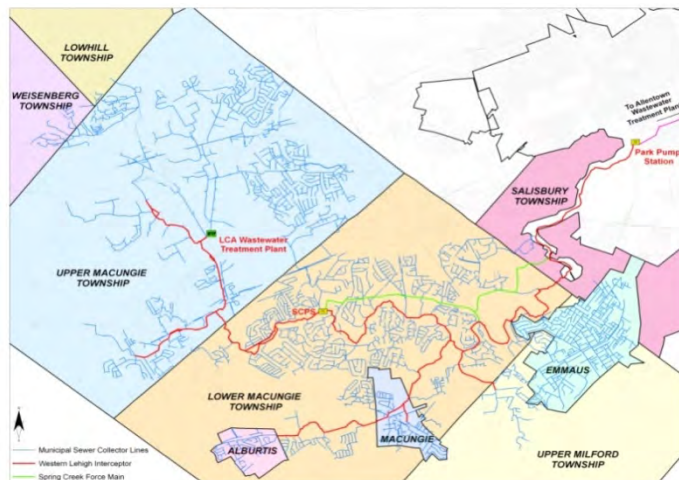 LOWHILL
TOWNSHIP
WEISENBERG
TOWNSHIP
To Allentown
Wastewater
Treatment Plant
Park Pump
Station
SALISBURY
TOWNSHIP
LCA Wastewater
Treatment Plant
UPPER MACUNGIE
TOWNSHIP
SCPS
EMMAUS
LOWER MACUNGIE
TOWNSHIP
MACUNGIE
ALBURTIS
UPPER MILFORD
TOWNSHIP
Municipal Sewer Collector Lines
Western Lehigh Interceptor
Spring Creek Force Main